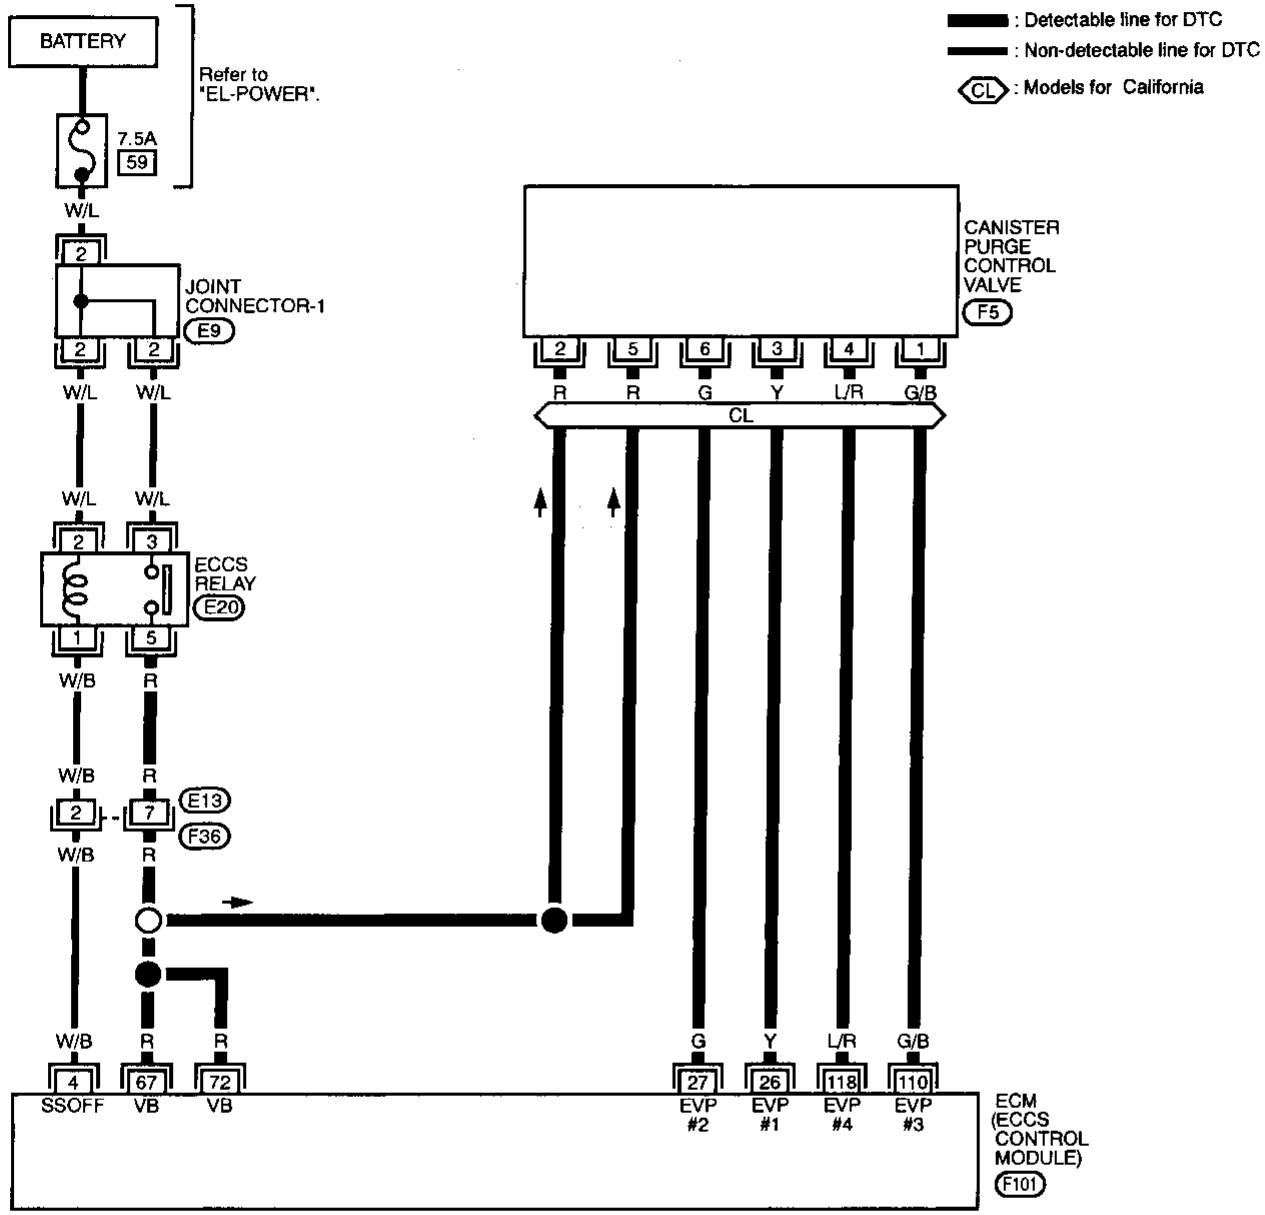 BATTERY
Refer to
"EL-POWER".
: Detectable line for DTC
: Non-detectable line for DTC
CL : Models for California
7.5A
59
W/L
2
JOINT
CONNECTOR-1
E9
2 2
W/L W/L
W/L W/L
2 3
ECCS
RELAY
E20
1 5
W/B R
W/B R
2 7
E13
F36
W/B R
CANISTER
PURGE
CONTROL
VALVE
F5
2 5 6 3 4 1
R R G Y L/R G/B
CL
W/B R R G Y L/R G/B
4 67 72 27 26 118 110
SSOFF VB VB EVP EVP EVP EVP
#2 #1 #4 #3
ECM
(ECCS
CONTROL
MODULE)
F101